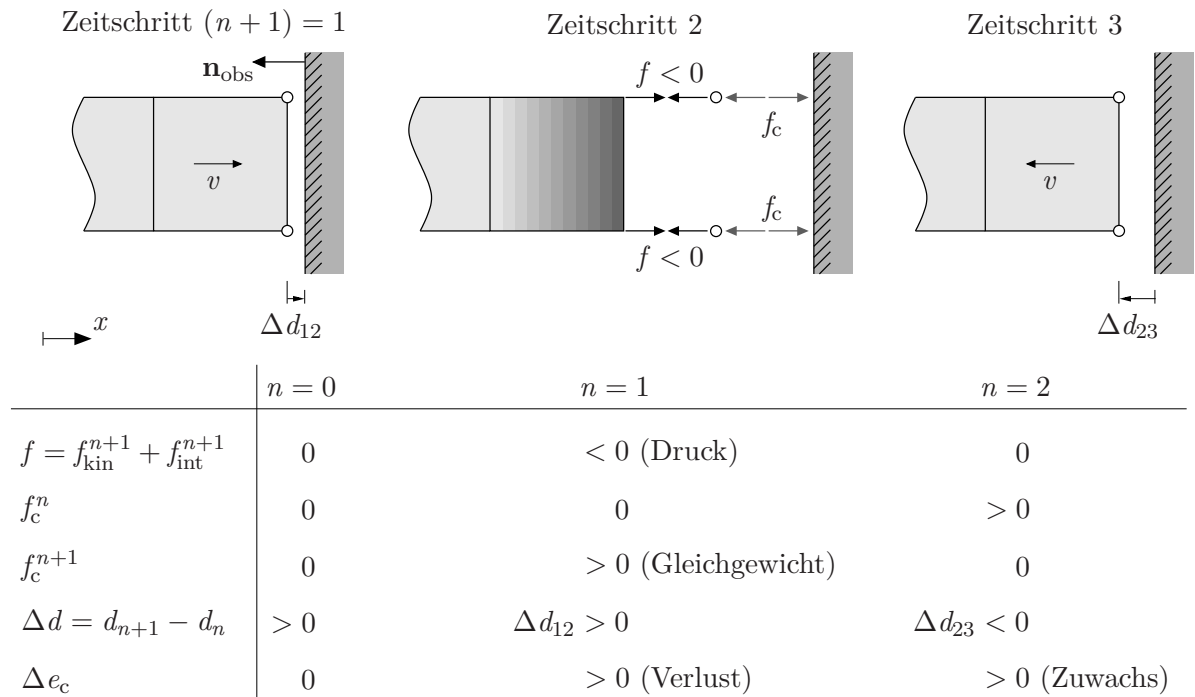 Zeitschritt (n + 1) = 1
Zeitschritt 2
Zeitschritt 3
n_obs
f < 0
f_c
v
f_c
v
f < 0
Δd_12
Δd_23
x
n = 0 n = 1 n = 2
f = f_kin^{n+1} + f_int^{n+1} 0 < 0 (Druck) 0
f_c^n 0 0 > 0
f_c^{n+1} 0 > 0 (Gleichgewicht) 0
Δd = d_{n+1} − d_n > 0 Δd_12 > 0 Δd_23 < 0
Δe_c 0 > 0 (Verlust) > 0 (Zuwachs)